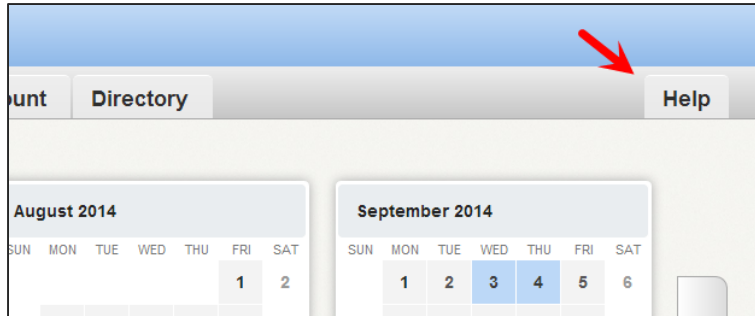 ount Directory Help
August 2014 September 2014
SUN MON TUE WED THU FRI SAT SUN MON TUE WED THU FRI SAT
1 2 1 2 3 4 5 6